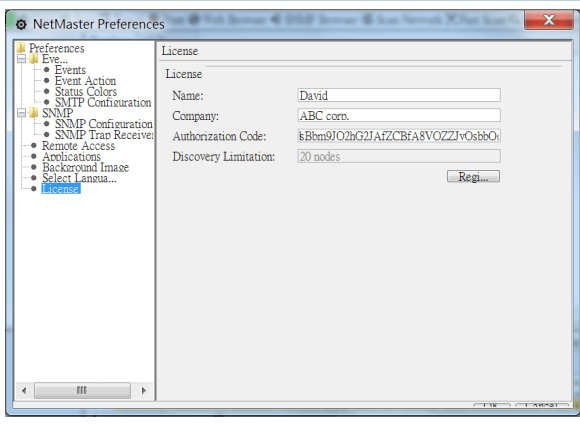 NetMaster Preferences
Preferences
Eve...
Events
Event Action
Status Colors
SMTP Configuration
SNMP
SNMP Configuration
SNMP Trap Receive
Remote Access
Applications
Background Image
Select Langua...
License
License
License
Name: David
Company: ABC corp.
Authorization Code:
Discovery Limitation: 20 nodes
Regi...
Cancel